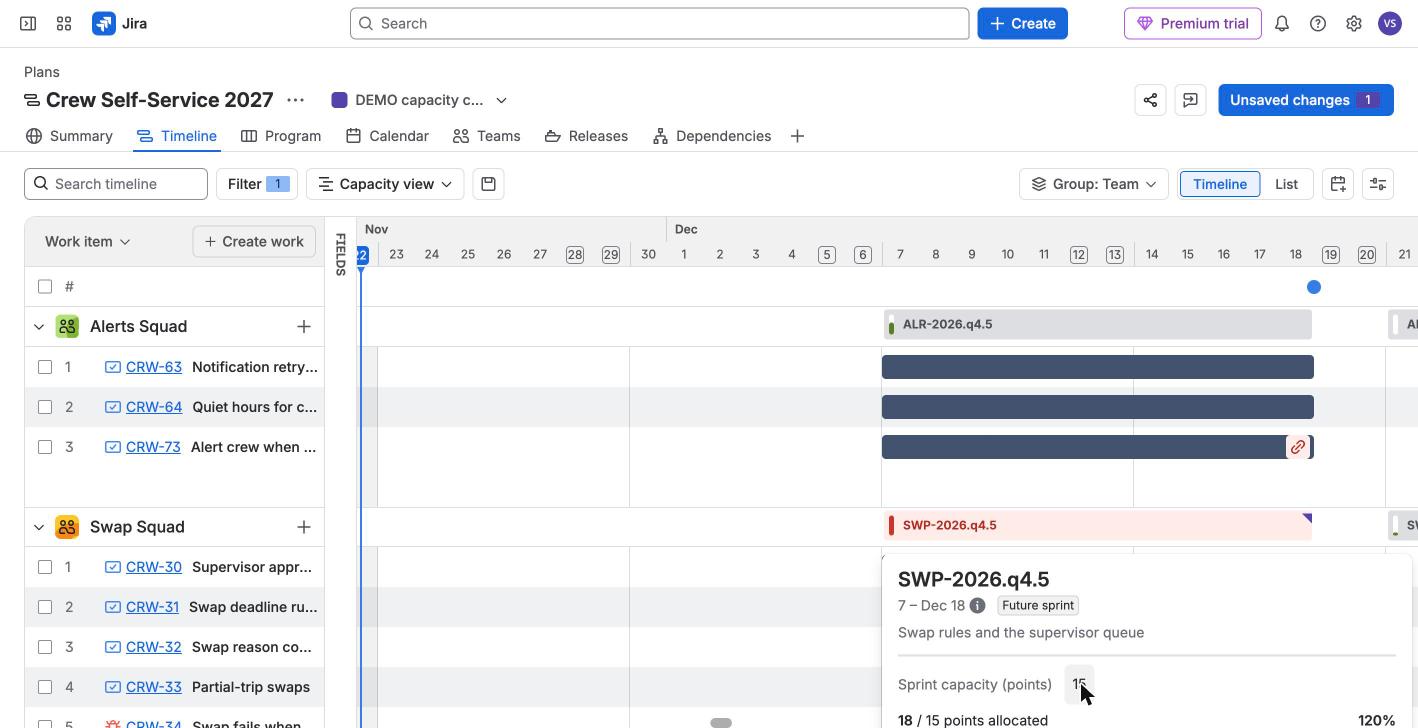 Jira
Search
Create
Premium trial
VS
Plans
Crew Self-Service 2027
DEMO capacity c...
Unsaved changes 1
Summary
Timeline
Program
Calendar
Teams
Releases
Dependencies
Search timeline
Filter 1
Capacity view
Group: Team
Timeline
List
Work item
Create work
FIELDS
Nov
Dec
22 23 24 25 26 27 28 29 30 1 2 3 4 5 6 7 8 9 10 11 12 13 14 15 16 17 18 19 20 21
#
Alerts Squad
ALR-2026.q4.5
1 CRW-63 Notification retry...
2 CRW-64 Quiet hours for c...
3 CRW-73 Alert crew when ...
Swap Squad
SWP-2026.q4.5
1 CRW-30 Supervisor appr...
2 CRW-31 Swap deadline ru...
3 CRW-32 Swap reason co...
4 CRW-33 Partial-trip swaps
5 CRW-34 Swap fails when
SWP-2026.q4.5
7 – Dec 18 Future sprint
Swap rules and the supervisor queue
Sprint capacity (points) 15
18 / 15 points allocated 120%